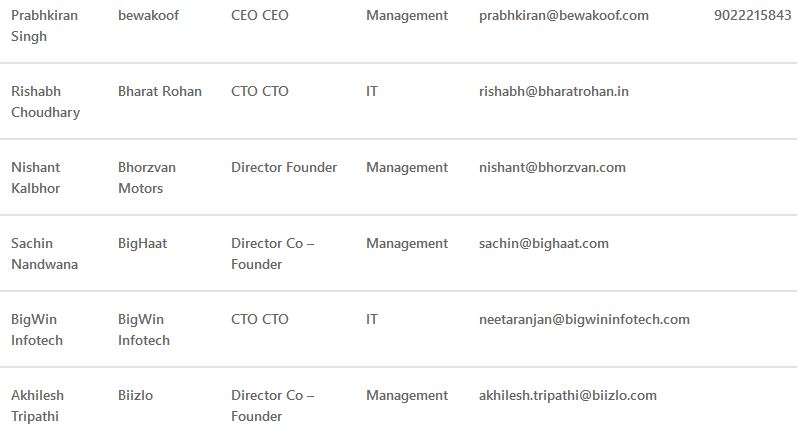 Prabhkiran bewakoof CEO CEO Management prabhkiran@bewakoof.com 9022215843
Singh
Rishabh Bharat Rohan CTO CTO IT rishabh@bharatrohan.in
Choudhary
Nishant Bhorzvan Director Founder Management nishant@bhorzvan.com
Kalbhor Motors
Sachin BigHaat Director Co – Management sachin@bighaat.com
Nandwana Founder
BigWin BigWin CTO CTO IT neetaranjan@bigwininfotech.com
Infotech Infotech
Akhilesh Biizlo Director Co – Management akhilesh.tripathi@biizlo.com
Tripathi Founder